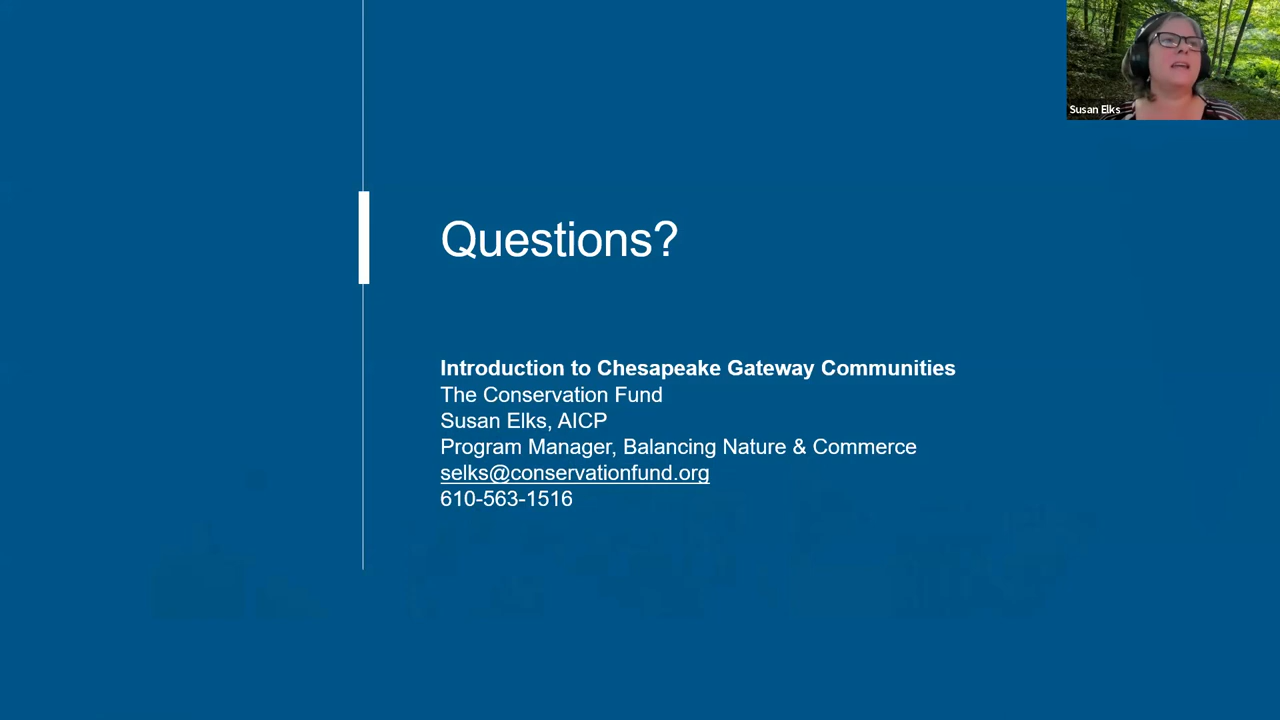 Susan Elks
Questions?
Introduction to Chesapeake Gateway Communities
The Conservation Fund
Susan Elks, AICP
Program Manager, Balancing Nature & Commerce
selks@conservationfund.org
610-563-1516